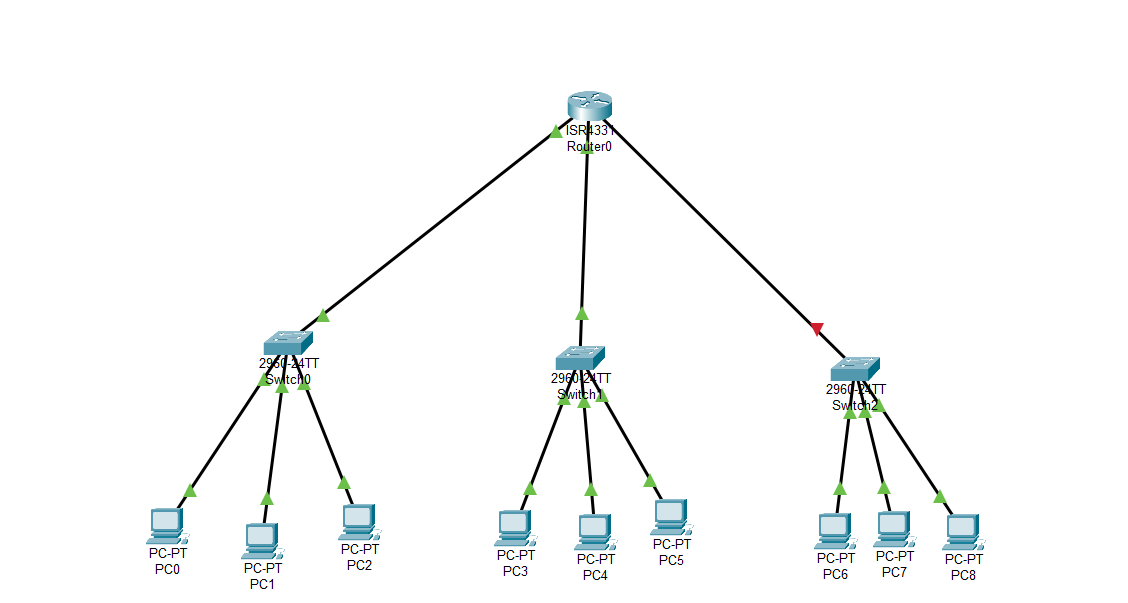 ISR4331
Router0
2960-24TT
Switch0
2960-24TT
Switch1
2960-24TT
Switch2
PC-PT
PC0
PC-PT
PC1
PC-PT
PC2
PC-PT
PC3
PC-PT
PC4
PC-PT
PC5
PC-PT
PC6
PC-PT
PC7
PC-PT
PC8